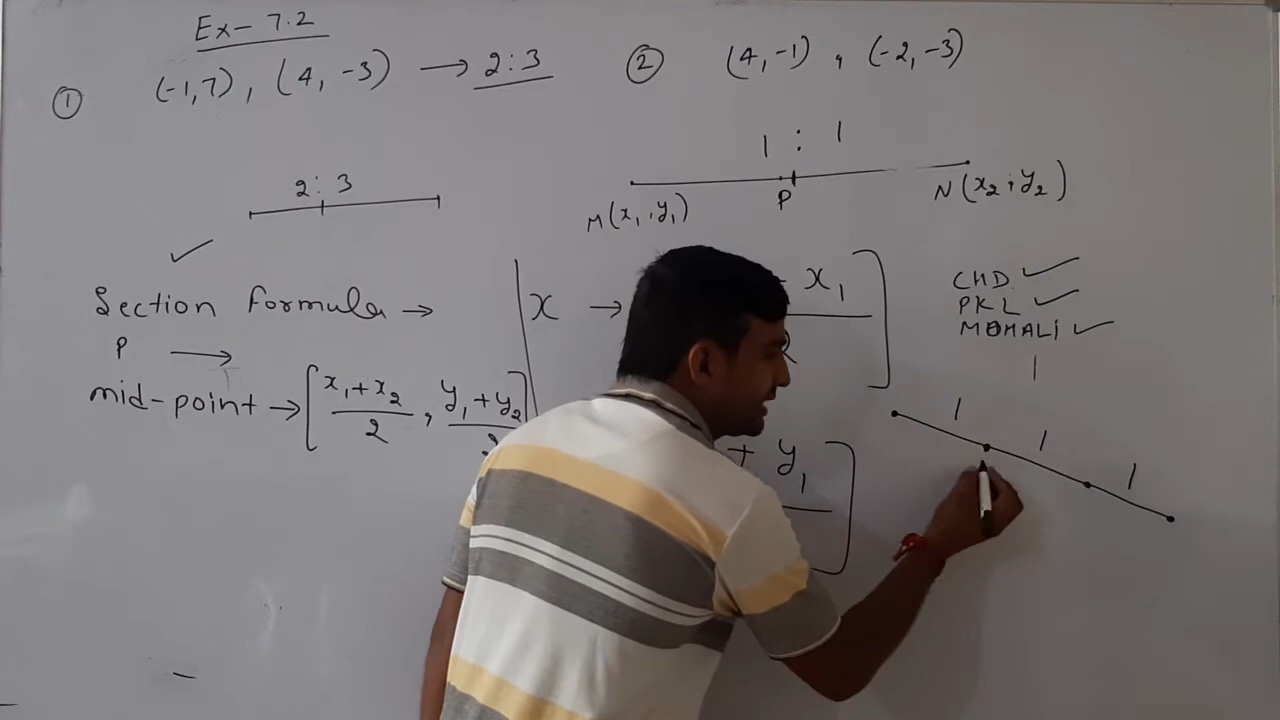 Ex- 7.2
① (-1,7), (4, -3) → 2:3
② (4,-1), (-2,-3)
2:3
1 : 1
P
M(x₁,y₁)
N(x₂,y₂)
Section formula →
P →
mid-point → [x₁+x₂/2, y₁+y₂
x →
x₁
2
+ y₁
CHD ✓
PKL ✓
MOHALI ✓
1
1
1
1